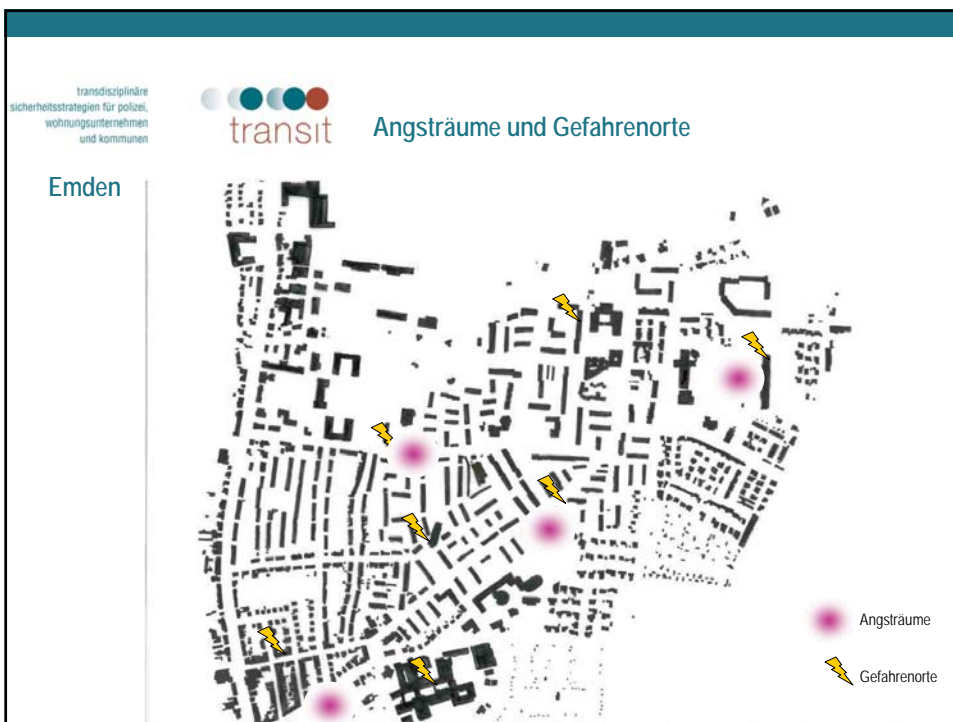 transdisziplinäre
sicherheitsstrategien für polizei,
wohnungsunternehmen
und kommunen
transit
Angsträume und Gefahrenorte
Emden
Angsträume
Gefahrenorte